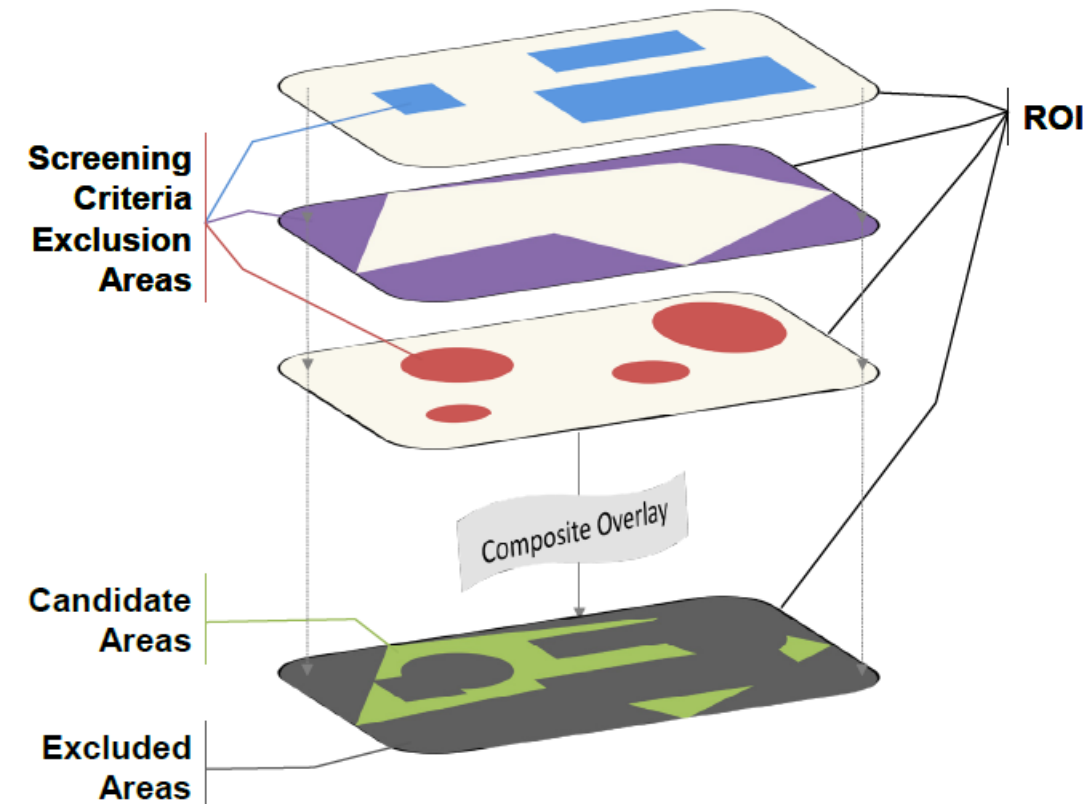 ROI
Screening
Criteria
Exclusion
Areas
Composite Overlay
Candidate
Areas
Excluded
Areas